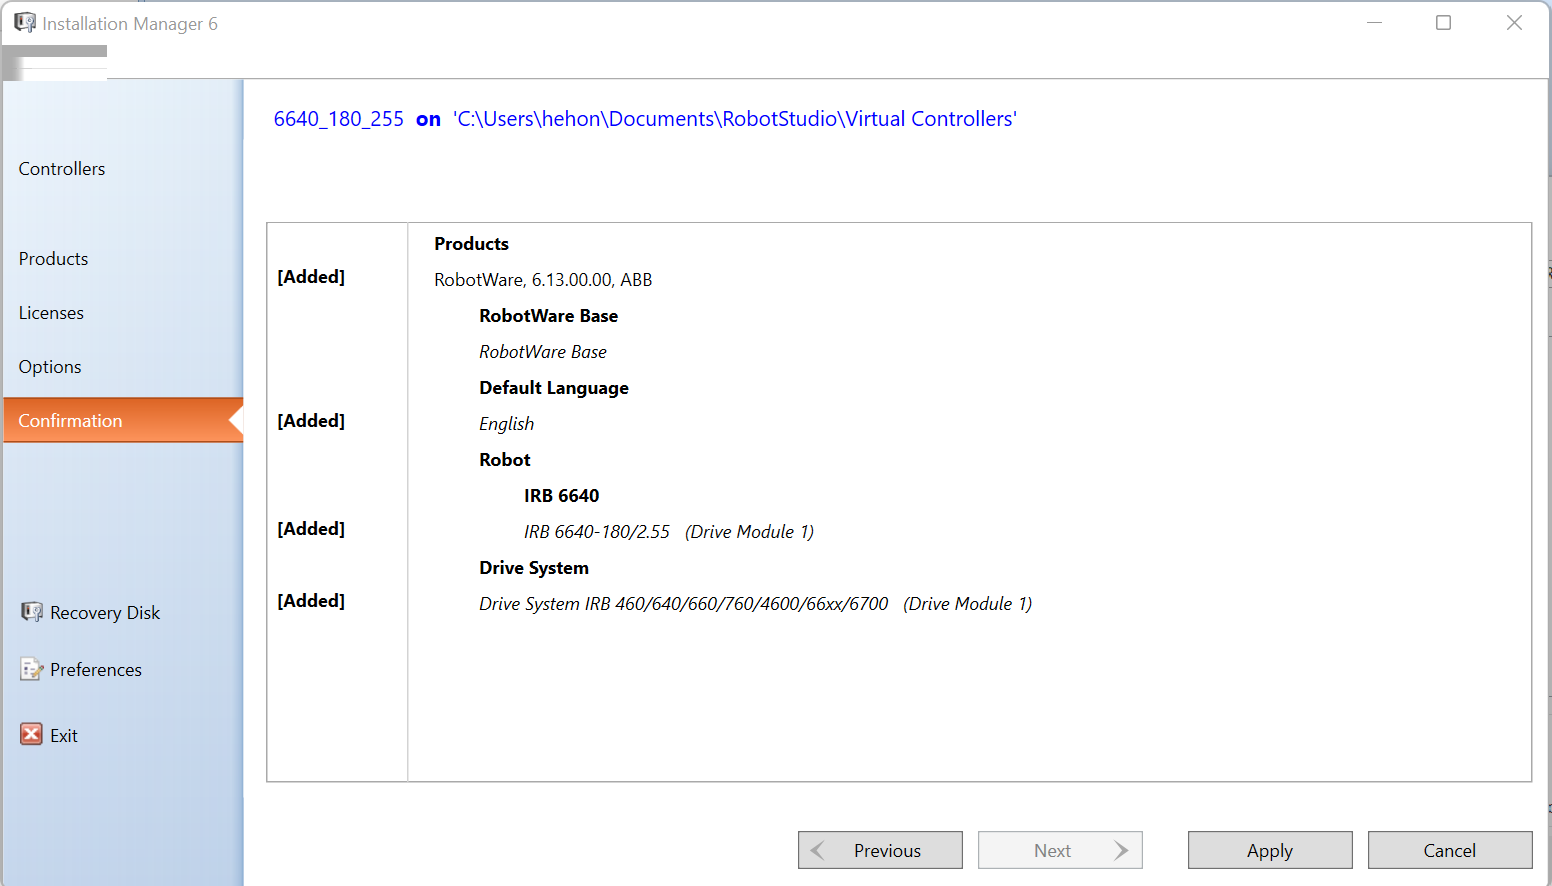 Installation Manager 6
6640_180_255 on 'C:\Users\hehon\Documents\RobotStudio\Virtual Controllers'
Controllers
Products
Licenses
Options
Confirmation
Recovery Disk
Preferences
Exit
Products
[Added] RobotWare, 6.13.00.00, ABB
RobotWare Base
RobotWare Base
Default Language
[Added] English
Robot
IRB 6640
[Added] IRB 6640-180/2.55 (Drive Module 1)
Drive System
[Added] Drive System IRB 460/640/660/760/4600/66xx/6700 (Drive Module 1)
Previous Next Apply Cancel